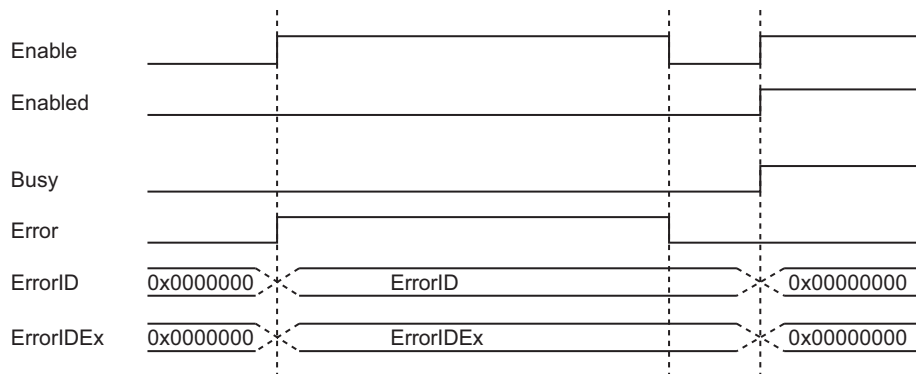 Enable
Enabled
Busy
Error
ErrorID 0x0000000 ErrorID 0x00000000
ErrorIDEx 0x0000000 ErrorIDEx 0x00000000